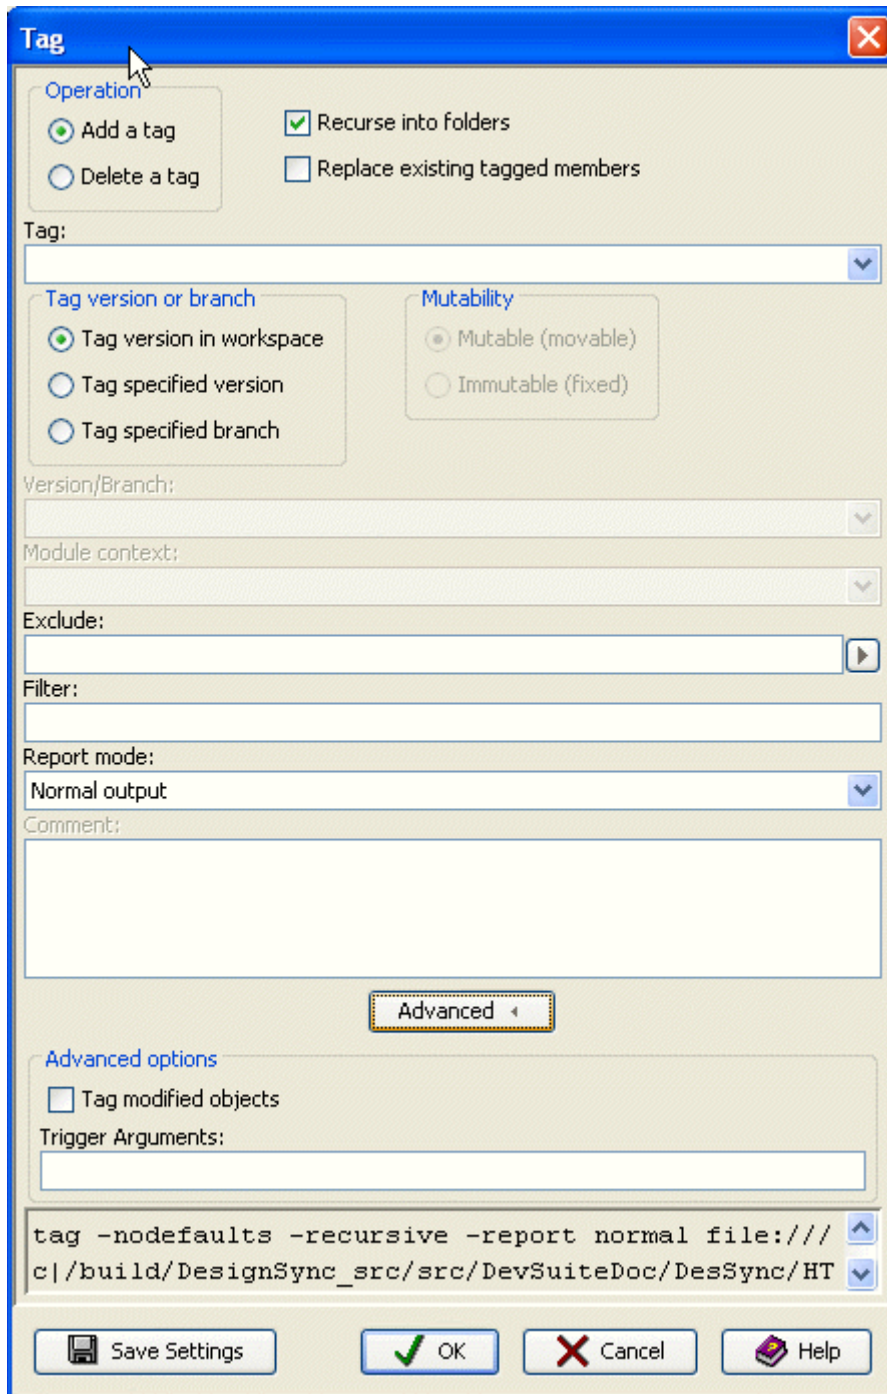 Tag
Operation
Add a tag
Recurse into folders
Delete a tag
Replace existing tagged members
Tag:
Tag version or branch
Mutability
Tag version in workspace
Mutable (movable)
Tag specified version
Immutable (fixed)
Tag specified branch
Version/Branch:
Module context:
Exclude:
Filter:
Report mode:
Normal output
Comment:
Advanced
Advanced options
Tag modified objects
Trigger Arguments:
tag -nodefaults -recursive -report normal file:///
c|/build/DesignSync_src/src/DevSuiteDoc/DesSync/HT
Save Settings
OK
Cancel
Help